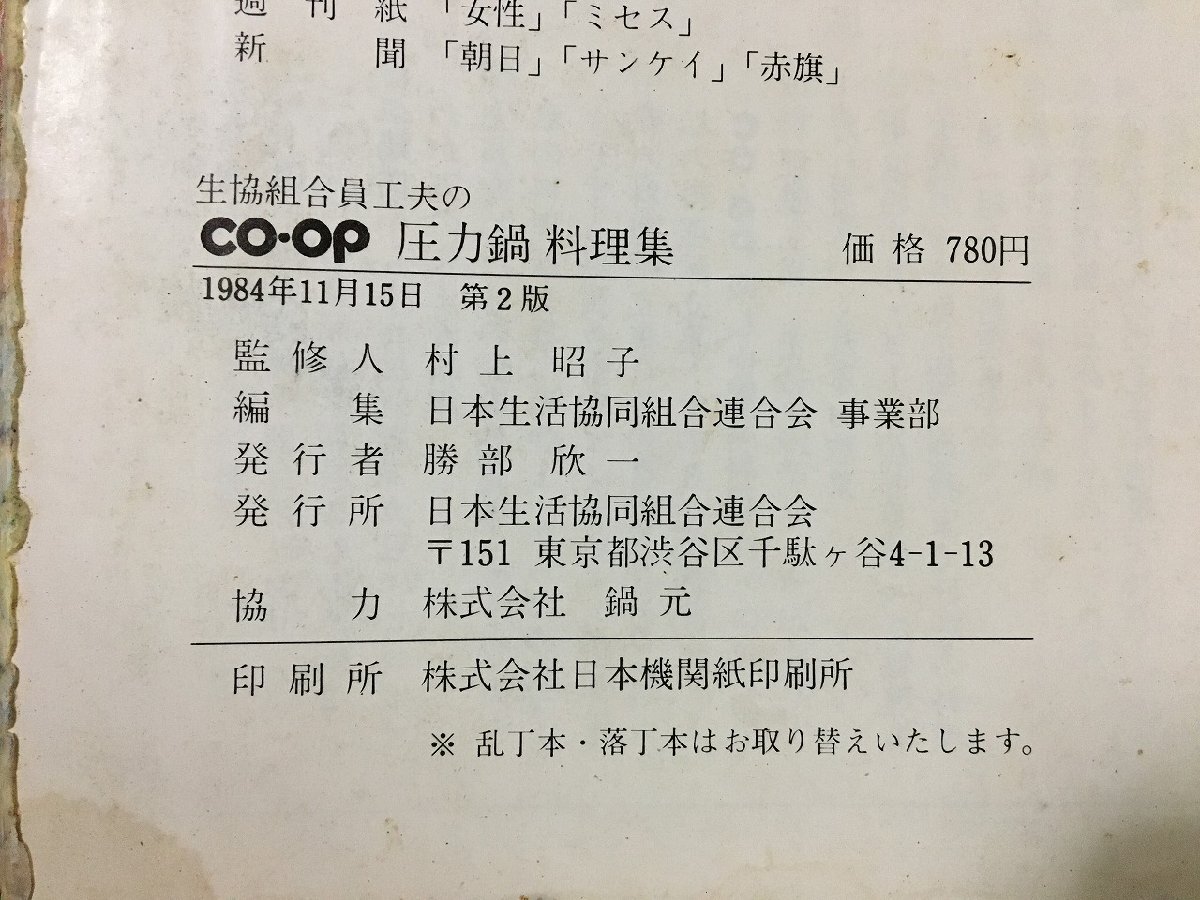 週刊紙 「女性」「ミセス」
新聞 「朝日」「サンケイ」「赤旗」
生協組合員工夫の
CO·OP 圧力鍋 料理集 価格 780円
1984年11月15日 第2版
監修人 村上 昭子
編集 日本生活協同組合連合会 事業部
発行者 勝部 欣一
発行所 日本生活協同組合連合会
〒151 東京都渋谷区千駄ヶ谷4-1-13
協力 株式会社 鍋元
印刷所 株式会社日本機関紙印刷所
※ 乱丁本・落丁本はお取り替えいたします。